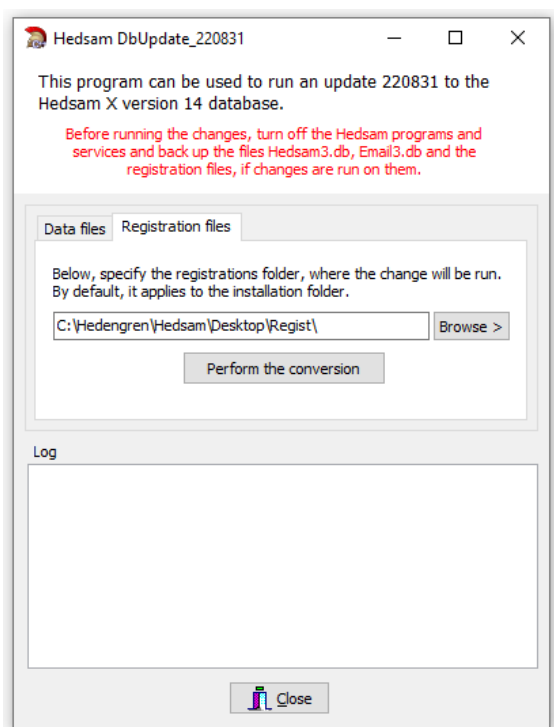 Hedsam DbUpdate_220831
This program can be used to run an update 220831 to the
Hedsam X version 14 database.
Before running the changes, turn off the Hedsam programs and
services and back up the files Hedsam3.db, Email3.db and the
registration files, if changes are run on them.
Data files Registration files
Below, specify the registrations folder, where the change will be run.
By default, it applies to the installation folder.
C:\Hedengren\Hedsam\Desktop\Regist\ Browse >
Perform the conversion
Log
Close